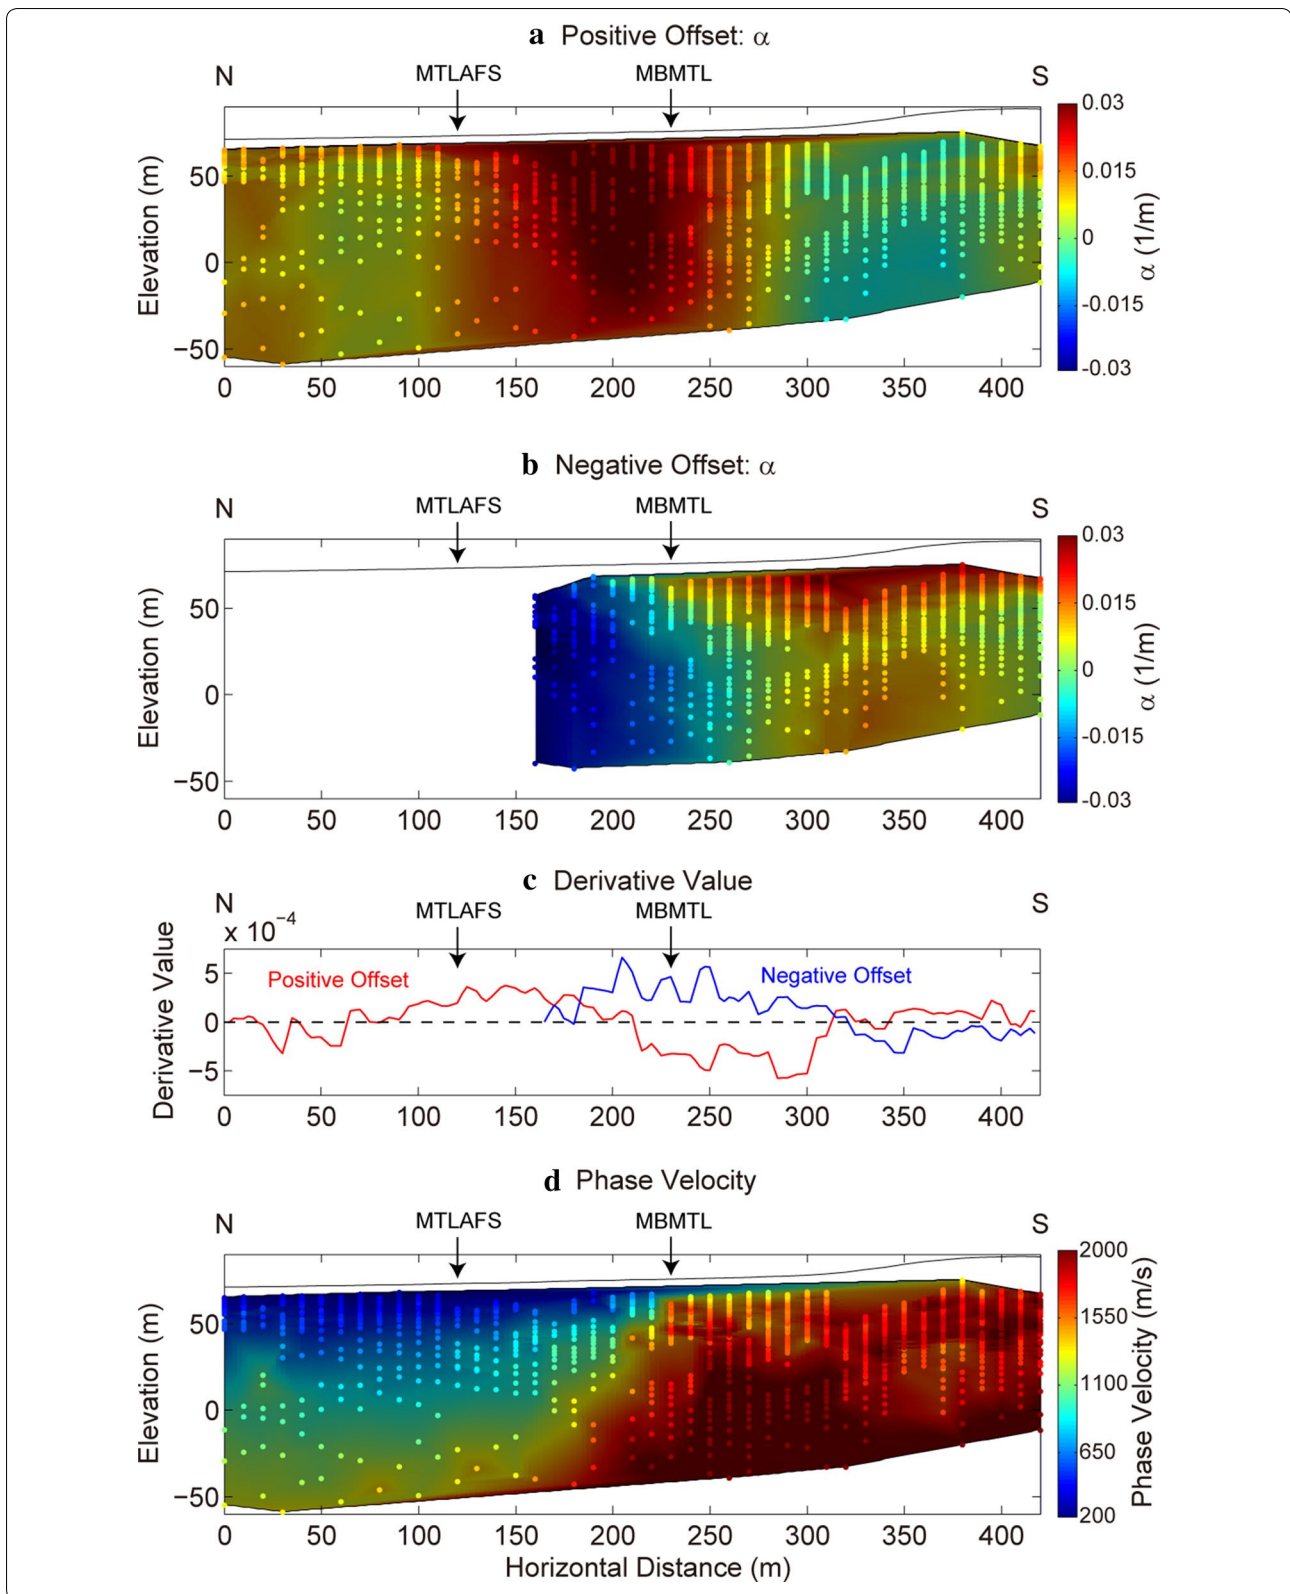 a Positive Offset: α
N MTLAFS MBMTL S
Elevation (m)
50
0
−50
0 50 100 150 200 250 300 350 400
0.03
0.015
0
-0.015
-0.03
α (1/m)
b Negative Offset: α
N MTLAFS MBMTL S
Elevation (m)
50
0
−50
0 50 100 150 200 250 300 350 400
0.03
0.015
0
-0.015
-0.03
α (1/m)
c Derivative Value
N MTLAFS MBMTL S
x 10−4
Derivative Value
5
0
−5
Positive Offset
Negative Offset
0 50 100 150 200 250 300 350 400
d Phase Velocity
N MTLAFS MBMTL S
Elevation (m)
50
0
−50
0 50 100 150 200 250 300 350 400
Horizontal Distance (m)
2000
1550
1100
650
200
Phase Velocity (m/s)